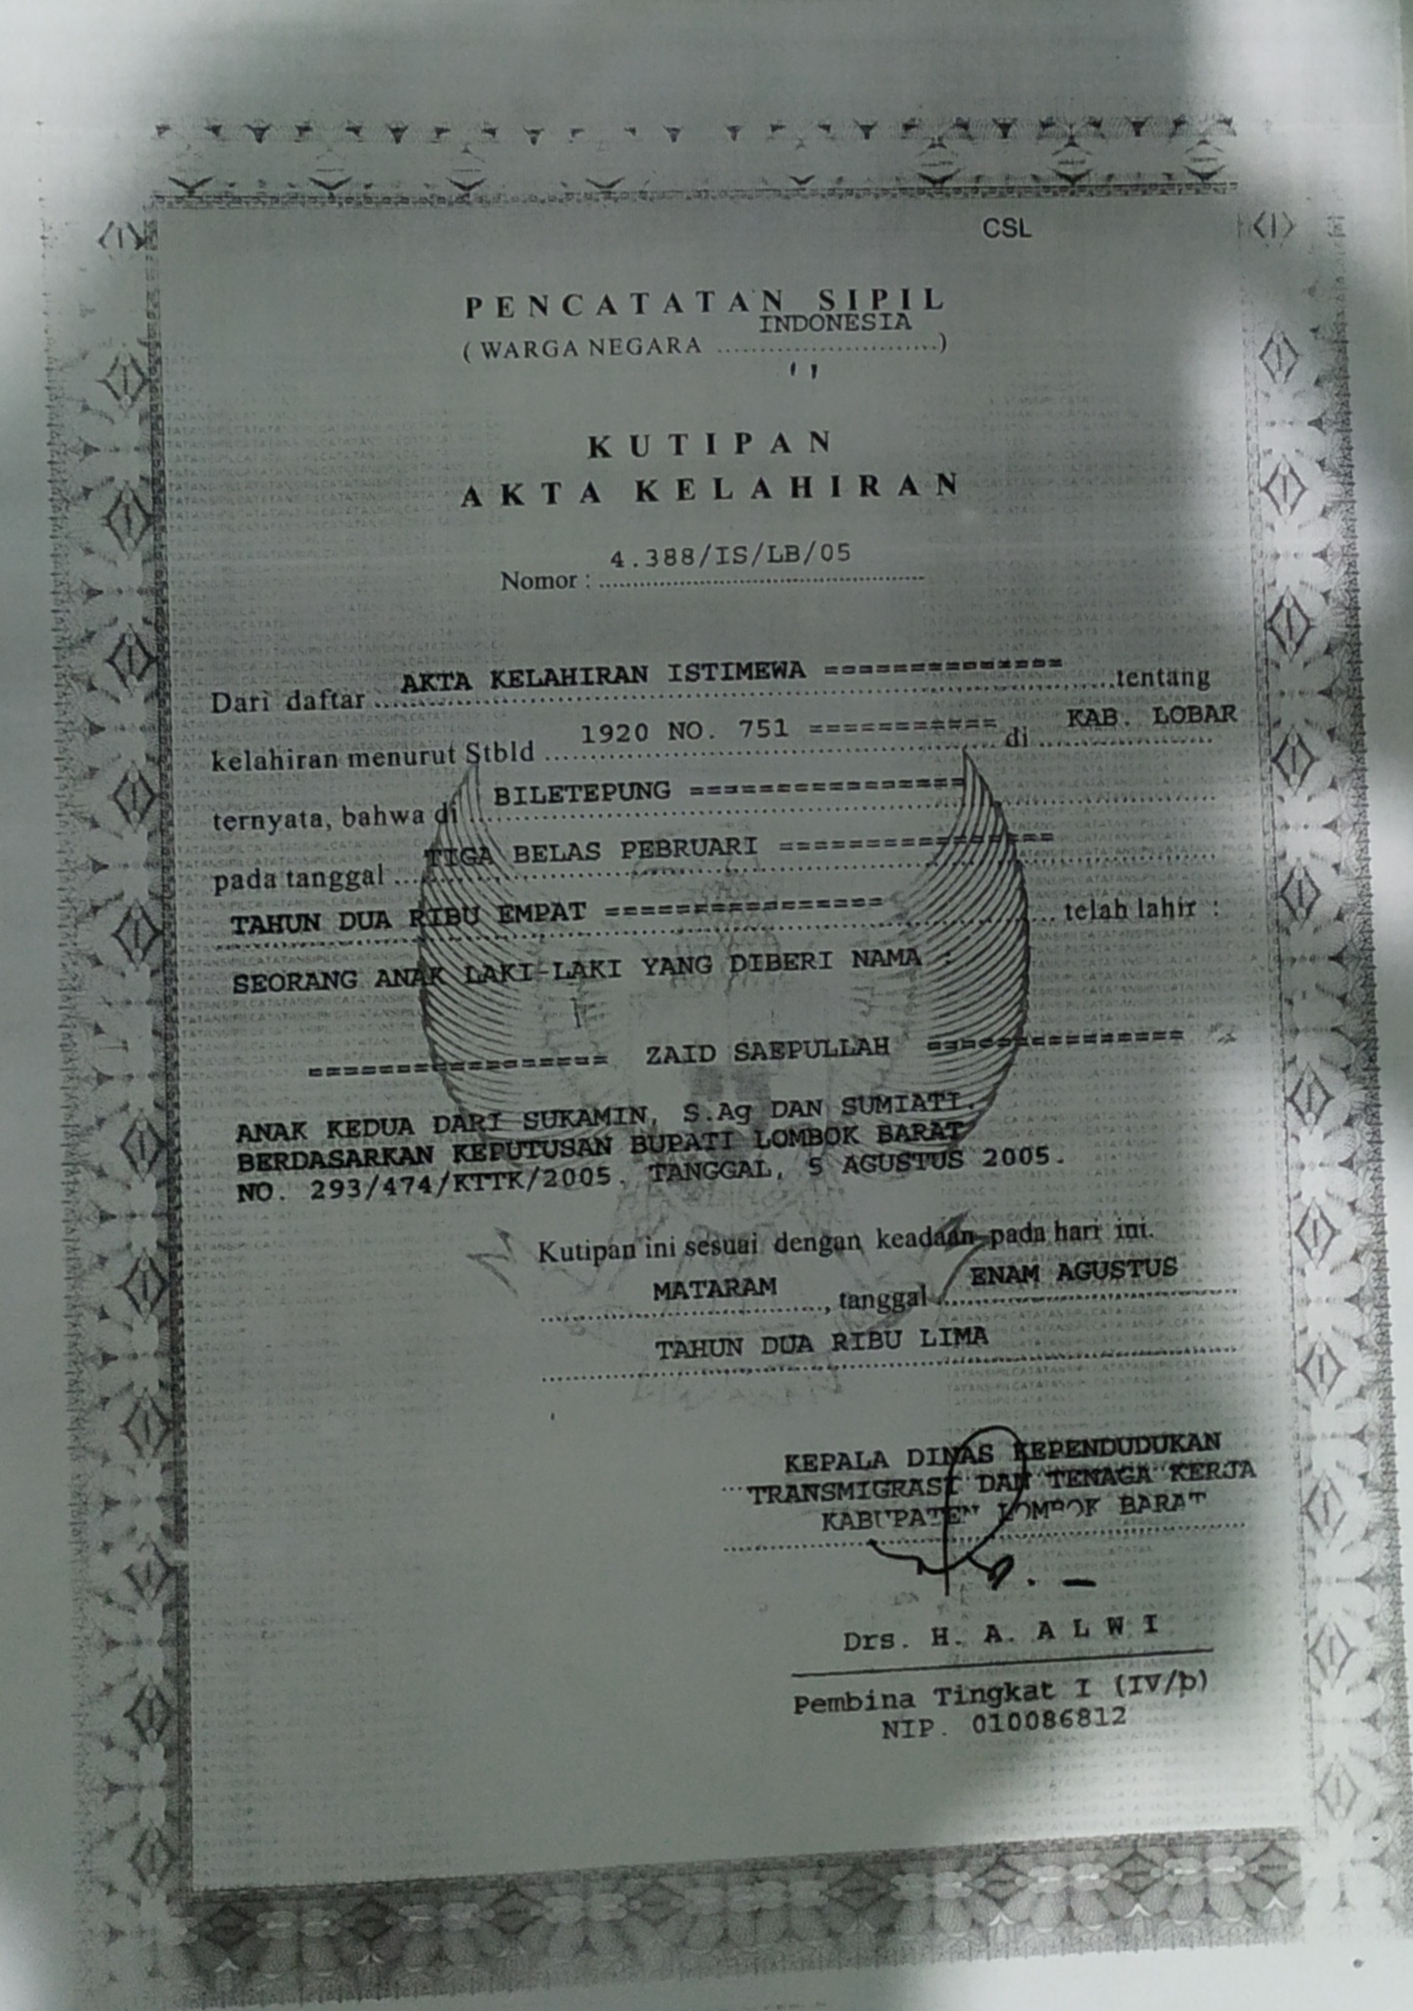 CSL
PENCATATAN SIPIL
INDONESIA
( WARGA NEGARA ..........................)
KUTIPAN
AKTA KELAHIRAN
4.388/IS/LB/05
Nomor : ..............................................
AKTA KELAHIRAN ISTIMEWA ==============
Dari daftar ..........................................................tentang
1920 NO. 751 =========== KAB. LOBAR
kelahiran menurut Stbld ........................................ di ....................
BILETEPUNG ================
ternyata, bahwa di ..........................................................
TIGA BELAS PEBRUARI ================
pada tanggal ..........................................................
TAHUN DUA RIBU EMPAT ================
.......................................................... telah lahir :
SEORANG ANAK LAKI-LAKI YANG DIBERI NAMA :
================= ZAID SAEPULLAH ===============
ANAK KEDUA DARI SUKAMIN, S.Ag DAN SUMIATI.
BERDASARKAN KEPUTUSAN BUPATI LOMBOK BARAT
NO. 293/474/KTTK/2005. TANGGAL, 5 AGUSTUS 2005.
Kutipan ini sesuai dengan keadaan pada hari ini.
MATARAM ENAM AGUSTUS
.............................., tanggal ..............................
TAHUN DUA RIBU LIMA
KEPALA DINAS KEPENDUDUKAN
TRANSMIGRASI DAN TENAGA KERJA
KABUPATEN LOMBOK BARAT
Drs. H. A. A L W I
Pembina Tingkat I (IV/b)
NIP. 010086812